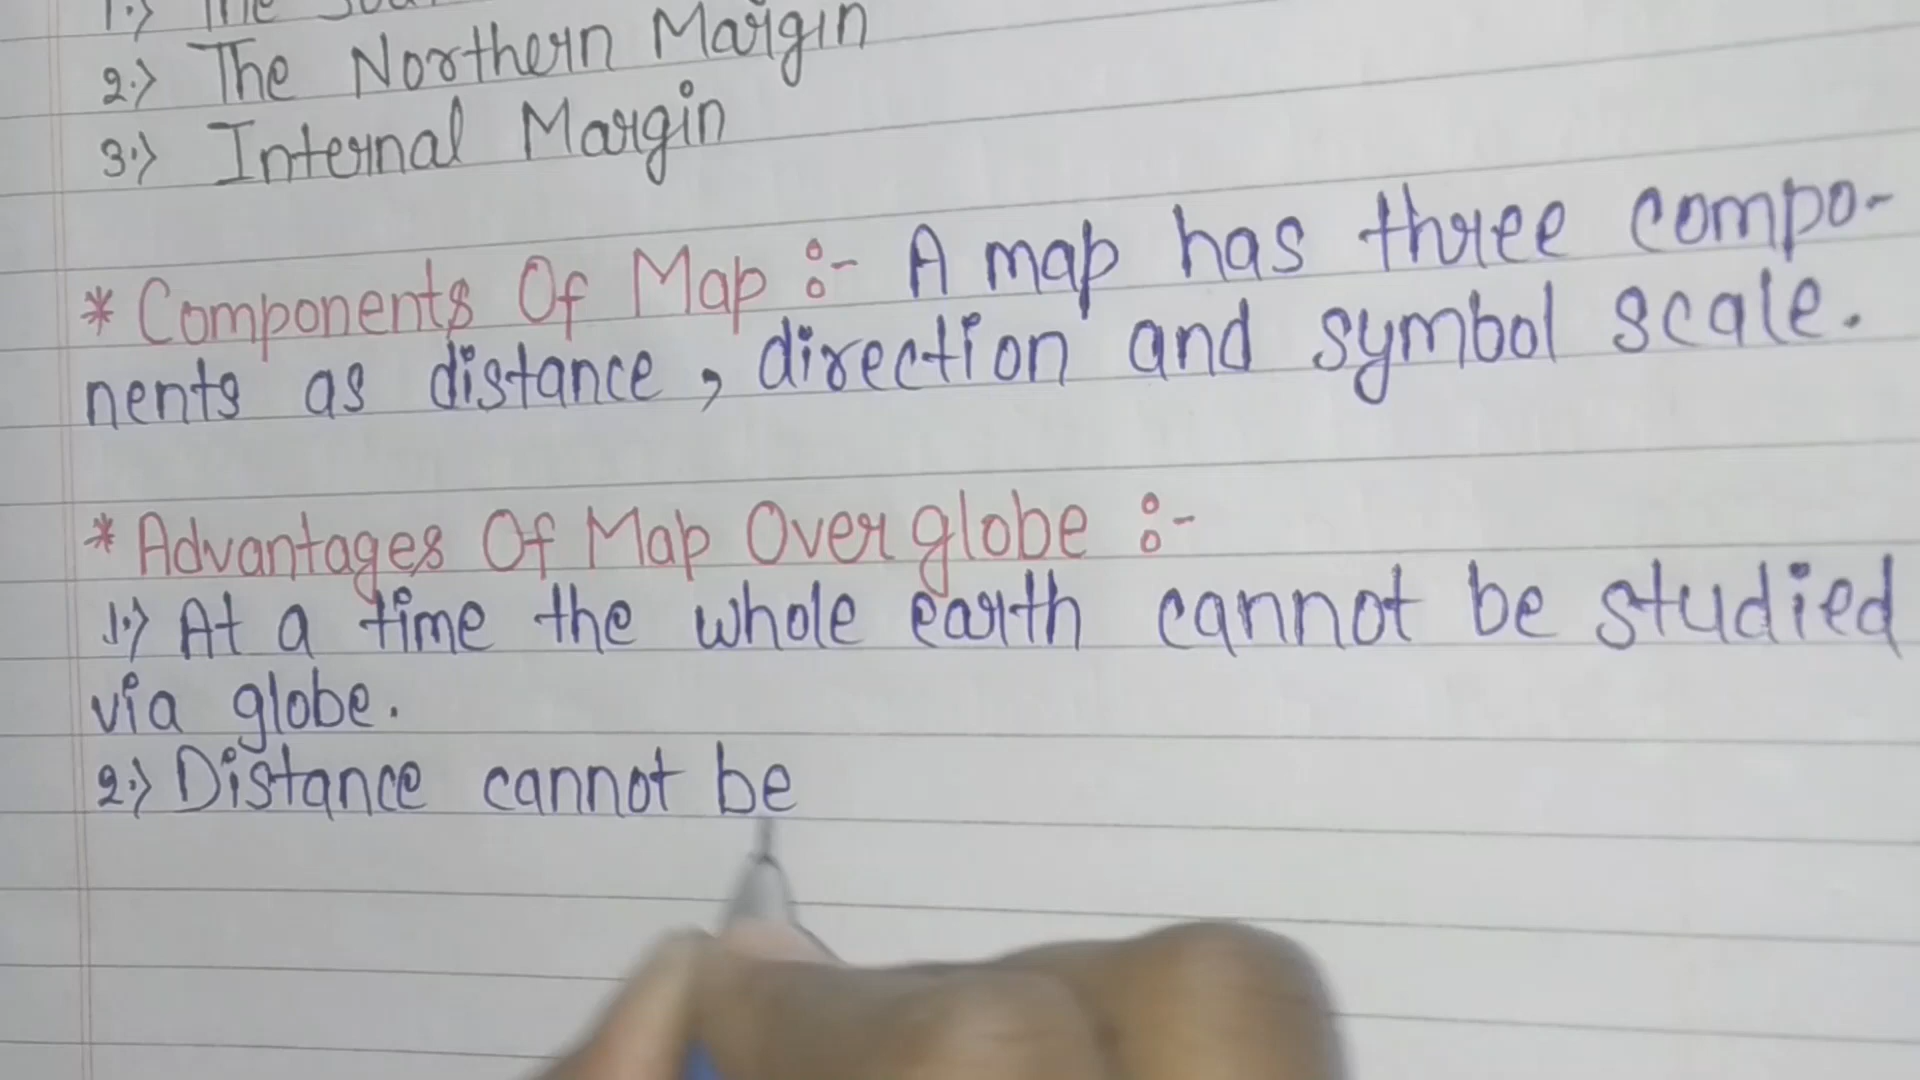 1.) The
2.) The Northern Margin
3.) Internal Margin
* Components Of Map :- A map has three compo-
nents as distance, direction and symbol scale.
* Advantages Of Map Over globe :-
1.) At a time the whole earth cannot be studied
via globe.
2.) Distance cannot be